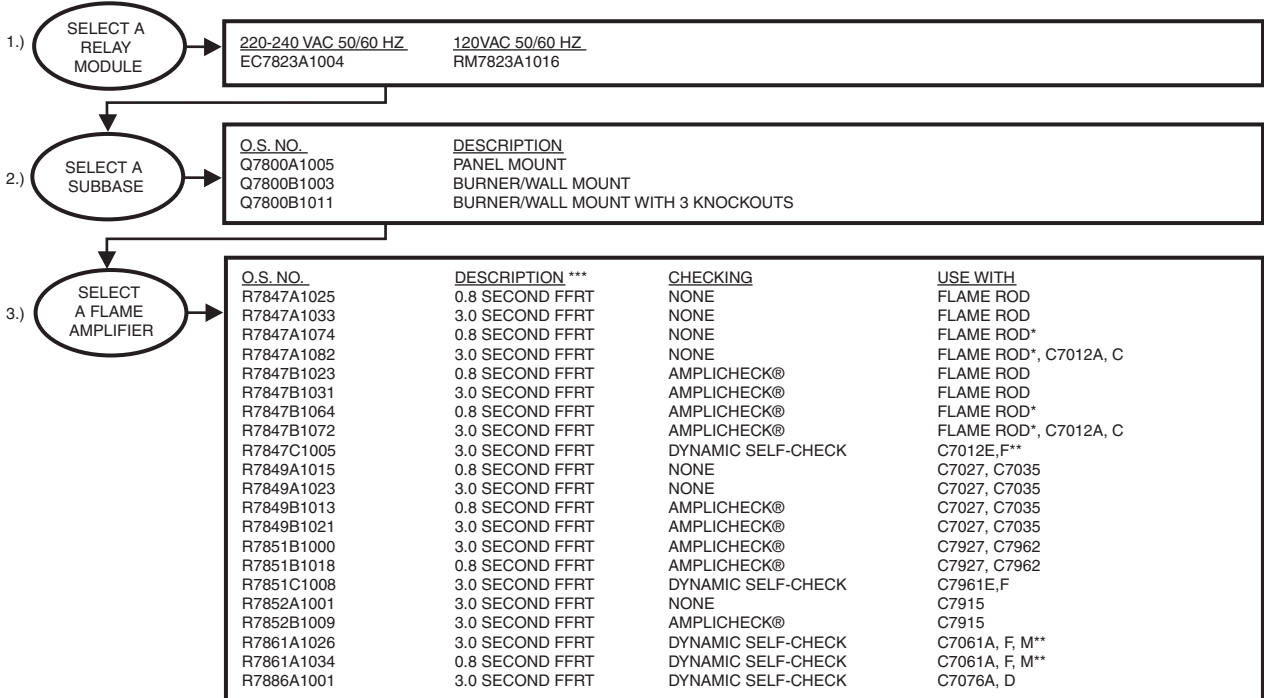 1.) SELECT A RELAY MODULE
220-240 VAC 50/60 HZ 120VAC 50/60 HZ
EC7823A1004 RM7823A1016
2.) SELECT A SUBBASE
O.S. NO. DESCRIPTION
Q7800A1005 PANEL MOUNT
Q7800B1003 BURNER/WALL MOUNT
Q7800B1011 BURNER/WALL MOUNT WITH 3 KNOCKOUTS
3.) SELECT A FLAME AMPLIFIER
O.S. NO. DESCRIPTION *** CHECKING USE WITH
R7847A1025 0.8 SECOND FFRT NONE FLAME ROD
R7847A1033 3.0 SECOND FFRT NONE FLAME ROD
R7847A1074 0.8 SECOND FFRT NONE FLAME ROD*
R7847A1082 3.0 SECOND FFRT NONE FLAME ROD*, C7012A, C
R7847B1023 0.8 SECOND FFRT AMPLICHECK® FLAME ROD
R7847B1031 3.0 SECOND FFRT AMPLICHECK® FLAME ROD
R7847B1064 0.8 SECOND FFRT AMPLICHECK® FLAME ROD*
R7847B1072 3.0 SECOND FFRT AMPLICHECK® FLAME ROD*, C7012A, C
R7847C1005 3.0 SECOND FFRT DYNAMIC SELF-CHECK C7012E,F**
R7849A1015 0.8 SECOND FFRT NONE C7027, C7035
R7849A1023 3.0 SECOND FFRT NONE C7027, C7035
R7849B1013 0.8 SECOND FFRT AMPLICHECK® C7027, C7035
R7849B1021 3.0 SECOND FFRT AMPLICHECK® C7027, C7035
R7851B1000 3.0 SECOND FFRT AMPLICHECK® C7927, C7962
R7851B1018 0.8 SECOND FFRT AMPLICHECK® C7927, C7962
R7851C1008 3.0 SECOND FFRT DYNAMIC SELF-CHECK C7961E,F
R7852A1001 3.0 SECOND FFRT NONE C7915
R7852B1009 3.0 SECOND FFRT AMPLICHECK® C7915
R7861A1026 3.0 SECOND FFRT DYNAMIC SELF-CHECK C7061A, F, M**
R7861A1034 0.8 SECOND FFRT DYNAMIC SELF-CHECK C7061A, F, M**
R7886A1001 3.0 SECOND FFRT DYNAMIC SELF-CHECK C7076A, D